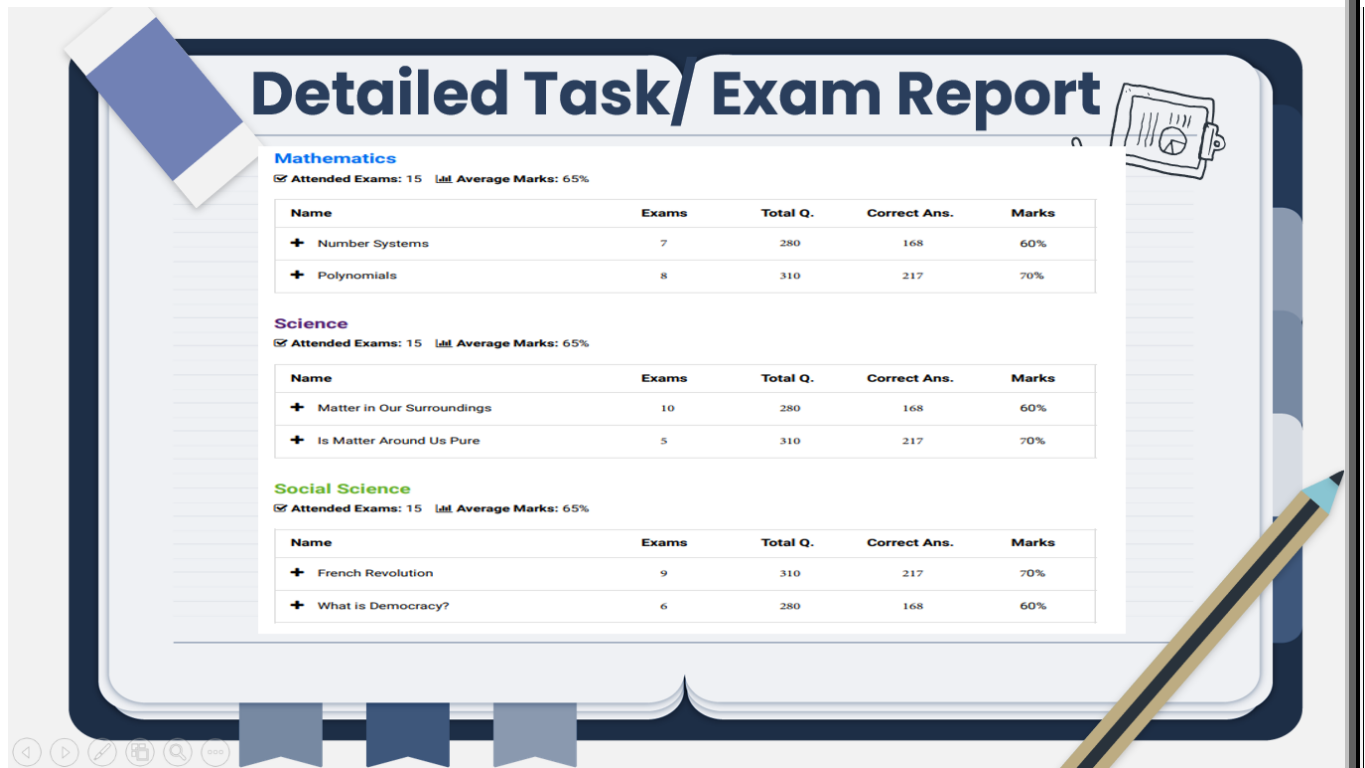 Detailed Task/ Exam Report
Mathematics
Attended Exams: 15 Average Marks: 65%
Name Exams Total Q. Correct Ans. Marks
Number Systems 7 280 168 60%
Polynomials 8 310 217 70%
Science
Attended Exams: 15 Average Marks: 65%
Name Exams Total Q. Correct Ans. Marks
Matter in Our Surroundings 10 280 168 60%
Is Matter Around Us Pure 5 310 217 70%
Social Science
Attended Exams: 15 Average Marks: 65%
Name Exams Total Q. Correct Ans. Marks
French Revolution 9 310 217 70%
What is Democracy? 6 280 168 60%